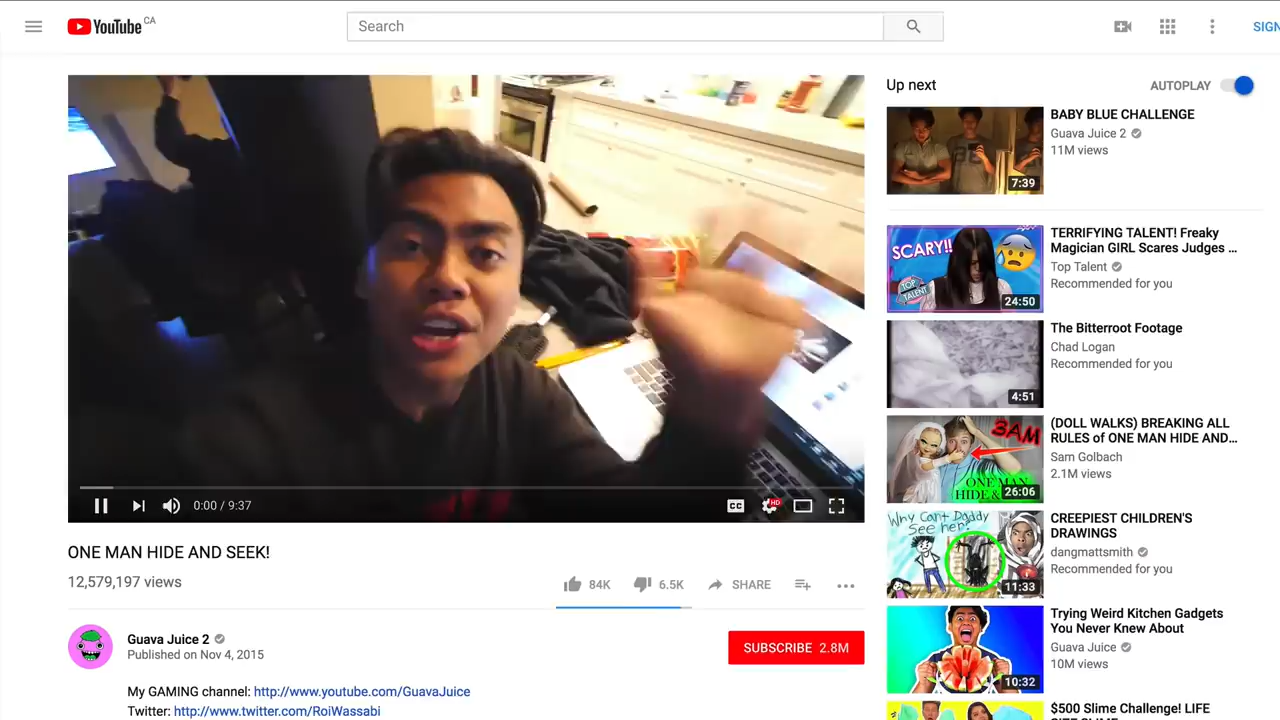 YouTube CA
Search
SIGN
Up next
AUTOPLAY
BABY BLUE CHALLENGE
Guava Juice 2
11M views
7:39
SCARY!!
TOP TALENT
24:50
TERRIFYING TALENT! Freaky
Magician GIRL Scares Judges ...
Top Talent
Recommended for you
4:51
The Bitterroot Footage
Chad Logan
Recommended for you
3AM
ONE MAN
HIDE &
26:06
(DOLL WALKS) BREAKING ALL
RULES of ONE MAN HIDE AND...
Sam Golbach
2.1M views
Why Can't Daddy
See her?
11:33
CREEPIEST CHILDREN'S
DRAWINGS
dangmattsmith
Recommended for you
10:32
Trying Weird Kitchen Gadgets
You Never Knew About
Guava Juice
10M views
$500 Slime Challenge! LIFE
0:00 / 9:37
CC
HD
ONE MAN HIDE AND SEEK!
12,579,197 views
84K
6.5K
SHARE
Guava Juice 2
Published on Nov 4, 2015
SUBSCRIBE 2.8M
My GAMING channel: http://www.youtube.com/GuavaJuice
Twitter: http://www.twitter.com/RoiWassabi